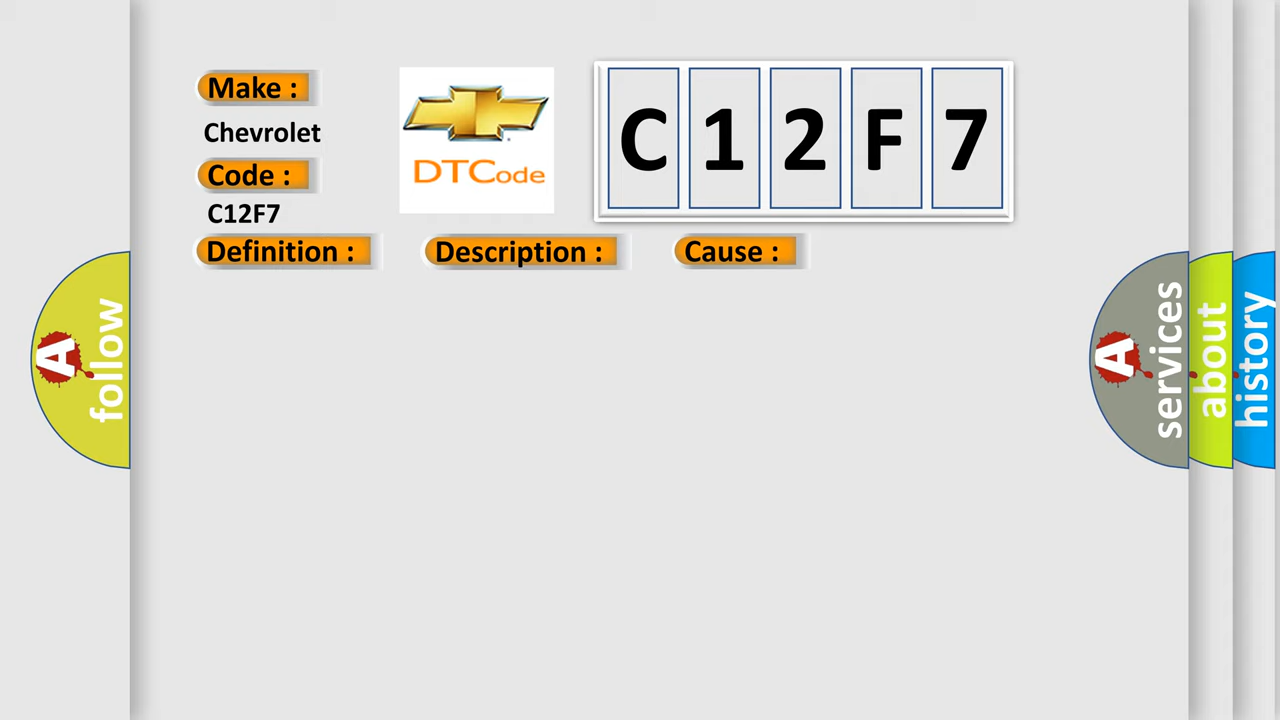 Make :
Chevrolet
Code :
C12F7
Definition :
Description :
Cause :
DTCode
C 1 2 F 7
A follow
A services
about
history